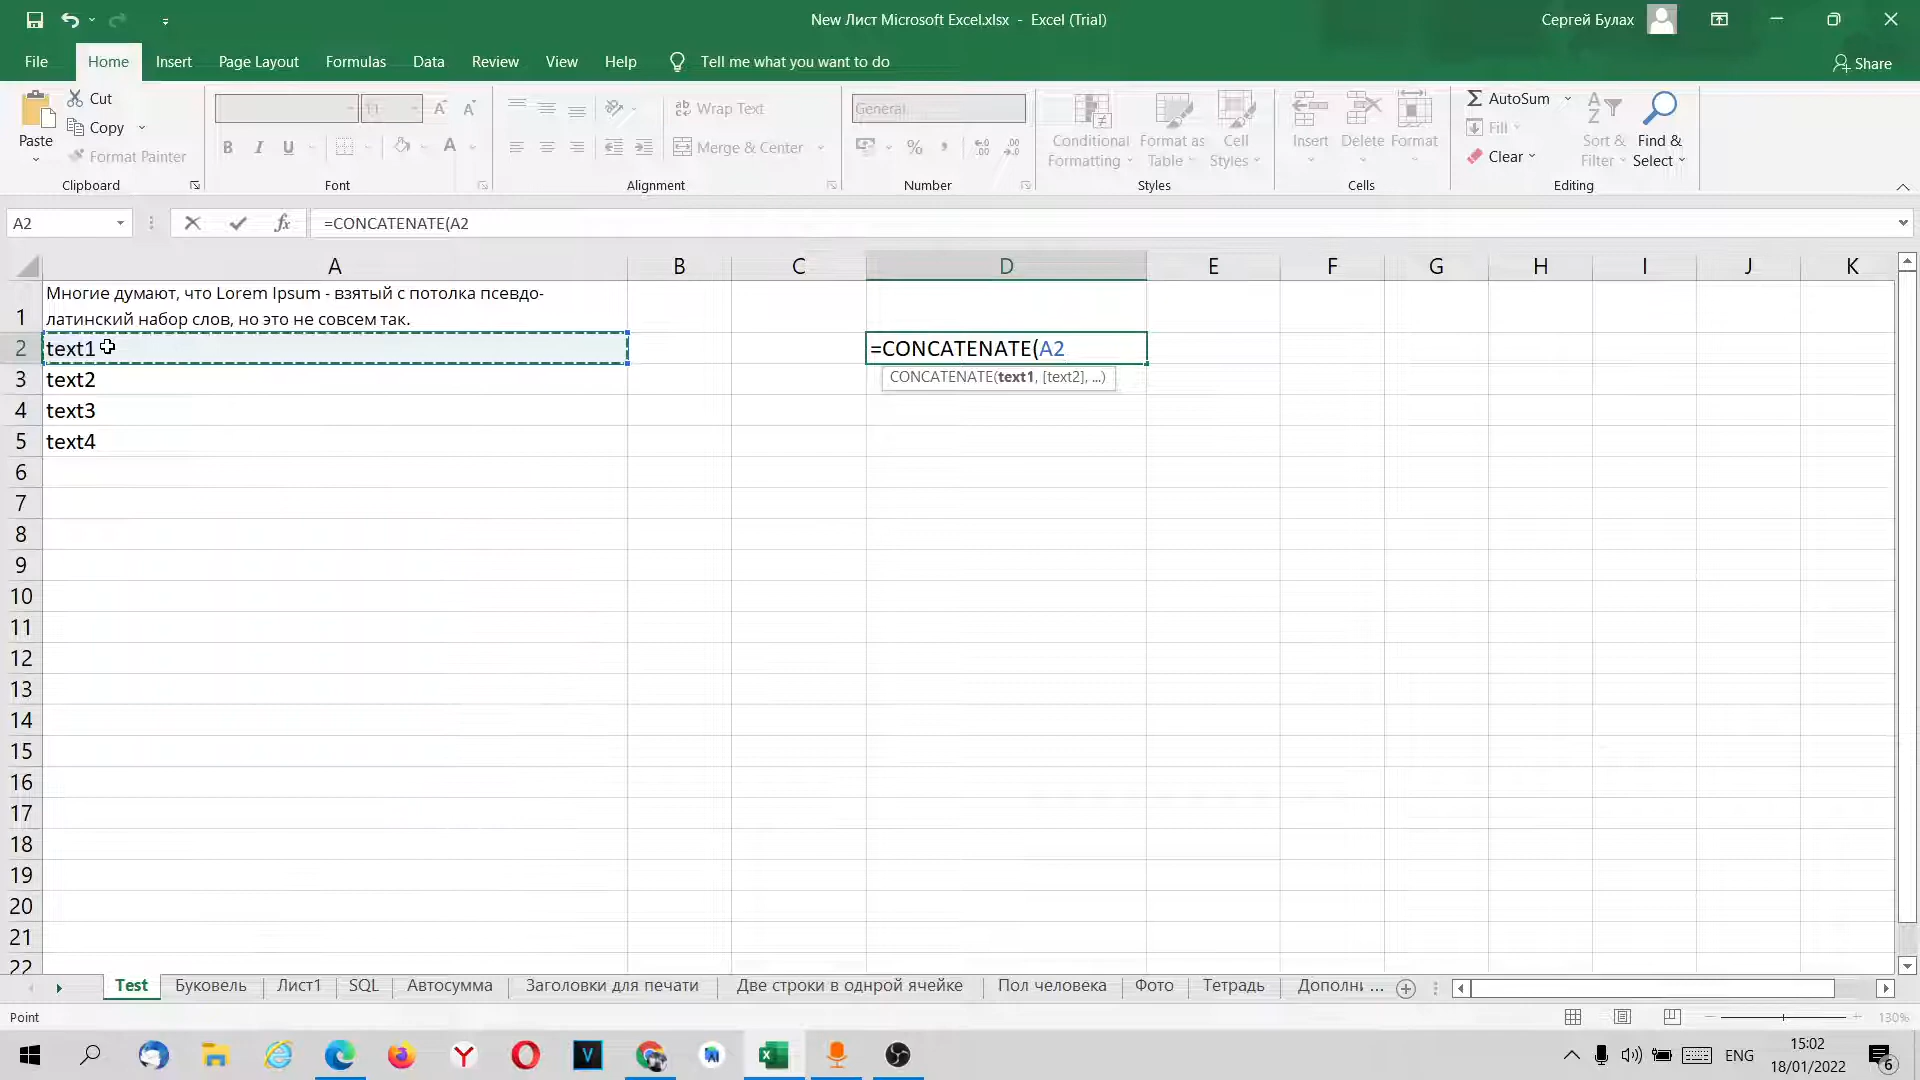 New Лист Microsoft Excel.xlsx - Excel (Trial)
Сергей Булах
File Home Insert Page Layout Formulas Data Review View Help Tell me what you want to do Share
Paste
Cut
Copy
Format Painter
Clipboard
11
B I U A
Font
Wrap Text
Merge & Center
Alignment
General
Number
Conditional Formatting
Format as Table
Cell Styles
Styles
Insert Delete Format
Cells
AutoSum
Fill
Clear
Sort & Filter
Find & Select
Editing
A2 fx =CONCATENATE(A2
A B C D E F G H I J K
1 Многие думают, что Lorem Ipsum - взятый с потолка псевдо-
латинский набор слов, но это не совсем так.
2 text1 =CONCATENATE(A2
CONCATENATE(text1, [text2], ...)
3 text2
4 text3
5 text4
6
7
8
9
10
11
12
13
14
15
16
17
18
19
20
21
22
Test Буковель Лист1 SQL Автосумма Заголовки для печати Две строки в однрой ячейке Пол человека Фото Тетрадь Дополни ...
Point
130%
ENG
15:02
18/01/2022
6